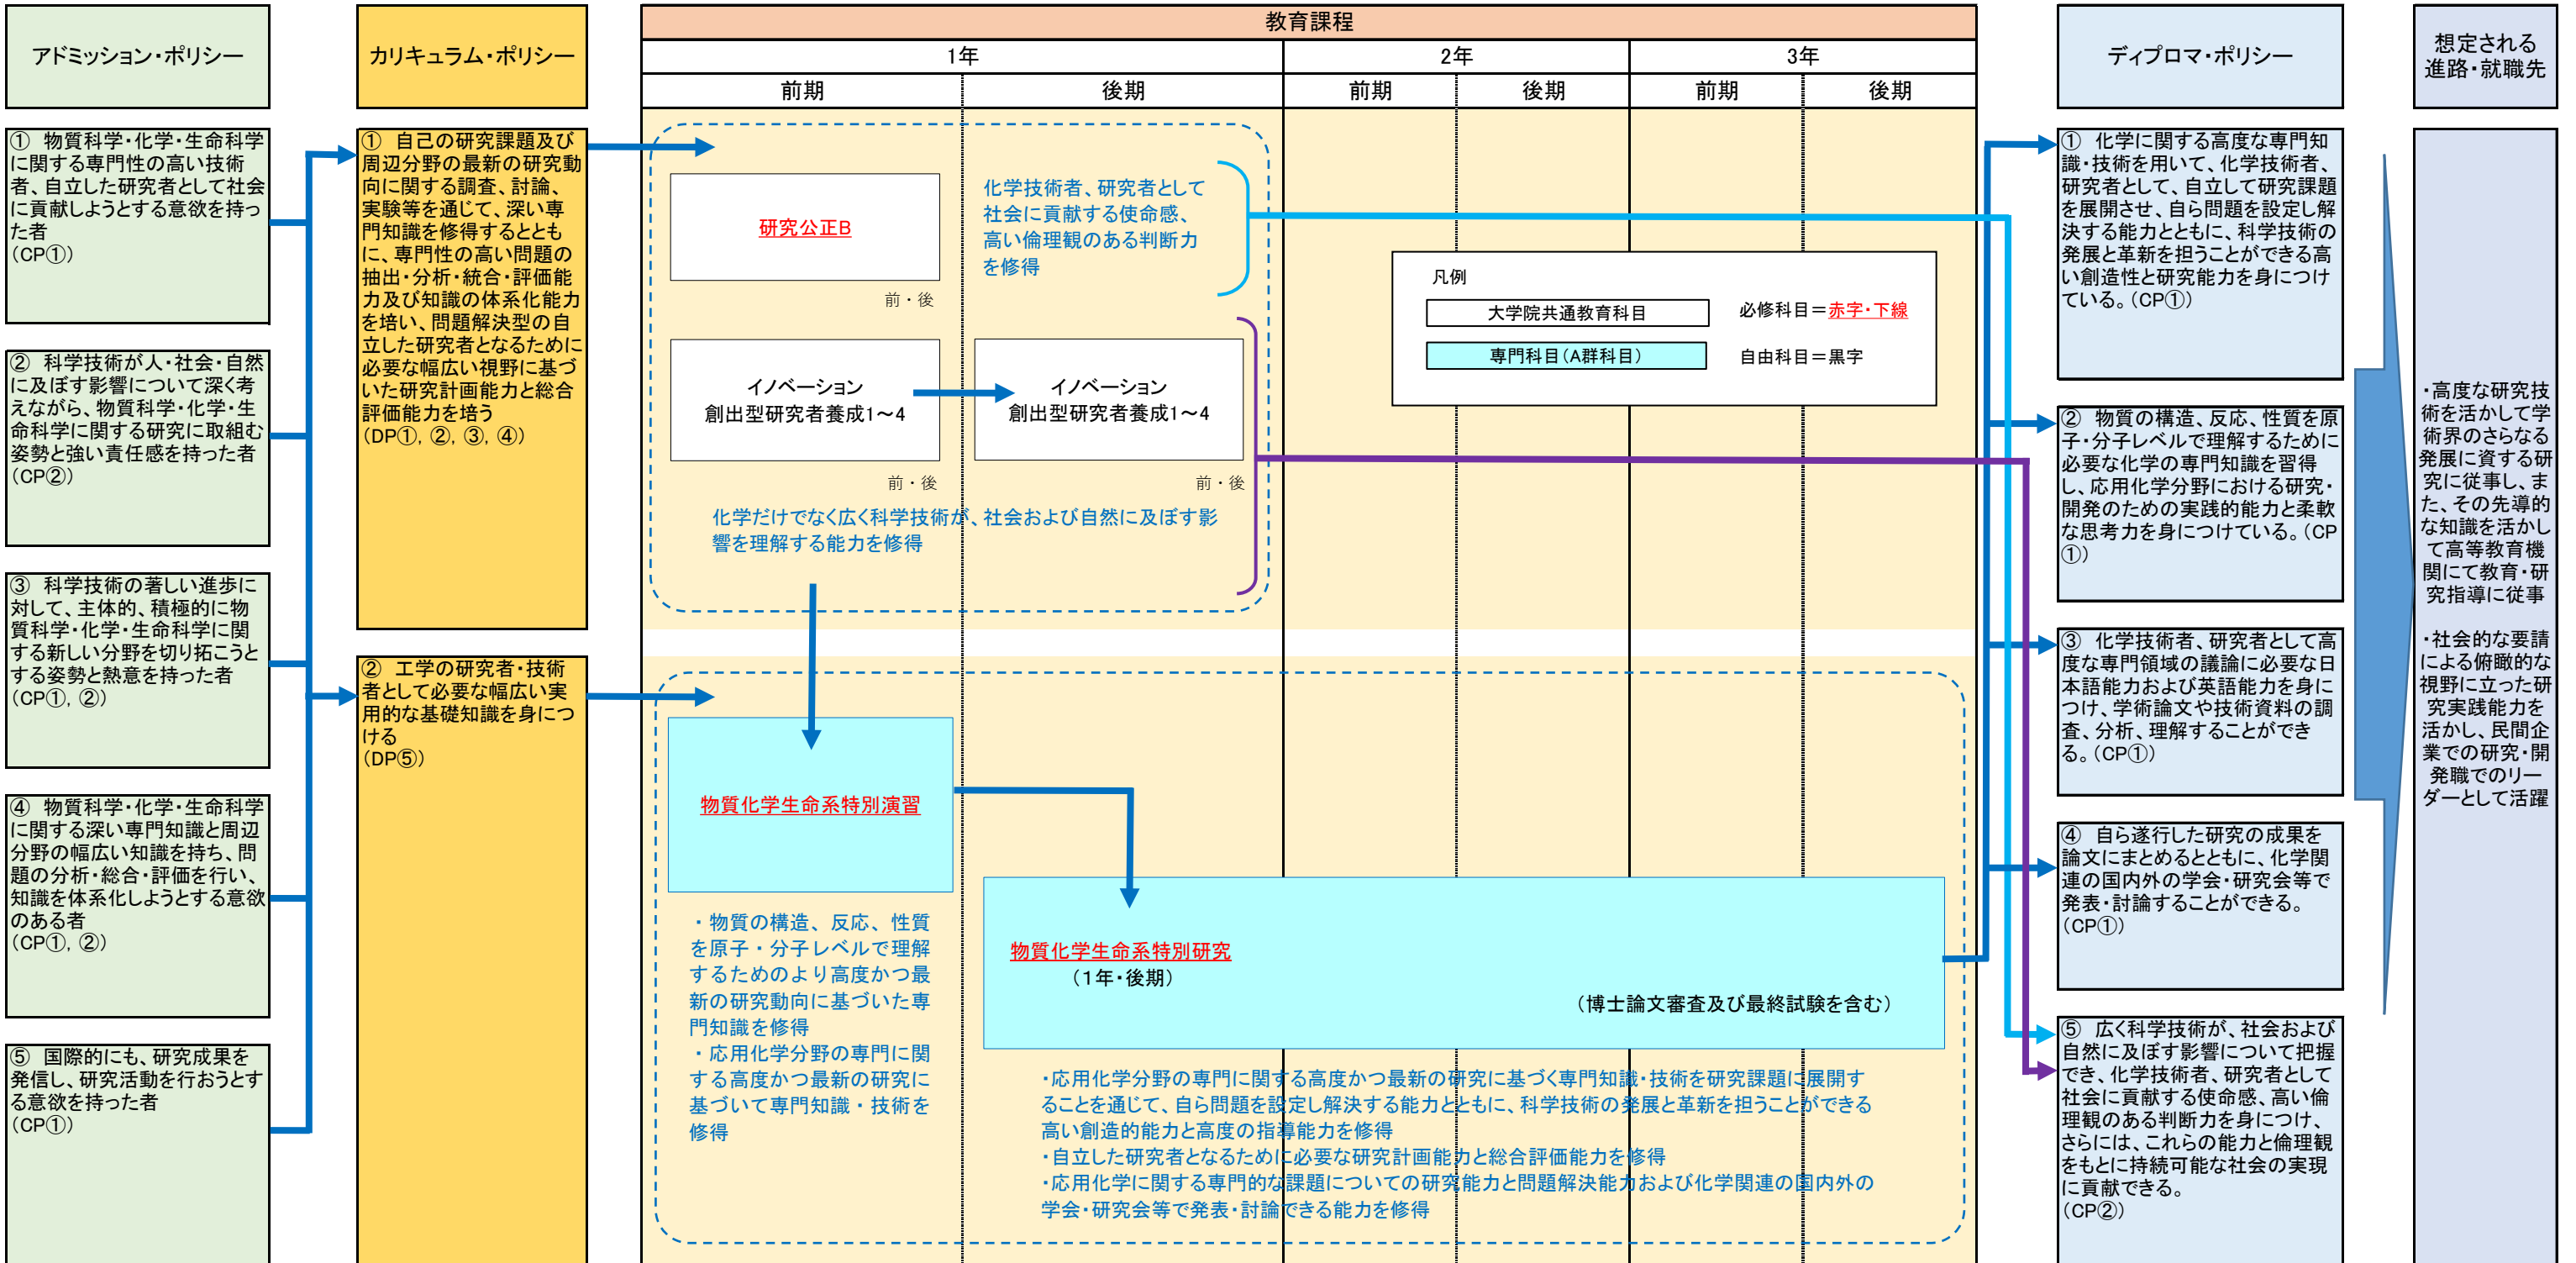 アドミッション・ポリシー
① 物質科学・化学・生命科学
に関する専門性の高い技術
者、自立した研究者として社会
に貢献しようとする意欲を持っ
た者
（CP①）
② 科学技術が人・社会・自然
に及ぼす影響について深く考
えながら、物質科学・化学・生
命科学に関する研究に取組む
姿勢と強い責任感を持った者
（CP②）
③ 科学技術の著しい進歩に
対して、主体的、積極的に物
質科学・化学・生命科学に関
する新しい分野を切り拓こうと
する姿勢と熱意を持った者
（CP①, ②）
④ 物質科学・化学・生命科学
に関する深い専門知識と周辺
分野の幅広い知識を持ち、問
題の分析・総合・評価を行い、
知識を体系化しようとする意欲
のある者
（CP①, ②）
⑤ 国際的にも、研究成果を
発信し、研究活動を行おうとす
る意欲を持った者
（CP①）
カリキュラム・ポリシー
① 自己の研究課題及び
周辺分野の最新の研究動
向に関する調査、討論、
実験等を通じて、深い専
門知識を修得するととも
に、専門性の高い問題の
抽出・分析・統合・評価能
力及び知識の体系化能力
を培い、問題解決型の自
立した研究者となるために
必要な幅広い視野に基づ
いた研究計画能力と総合
評価能力を培う
（DP①, ②, ③, ④）
② 工学の研究者・技術
者として必要な幅広い実
用的な基礎知識を身につ
ける
（DP⑤）
教育課程
1年
2年
3年
前期
後期
前期
後期
前期
後期
研究公正B
前・後
化学技術者、研究者として
社会に貢献する使命感、
高い倫理観のある判断力
を修得
凡例
大学院共通教育科目
必修科目＝赤字・下線
専門科目（A群科目）
自由科目＝黒字
イノベーション
創出型研究者養成1～4
前・後
イノベーション
創出型研究者養成1～4
前・後
化学だけでなく広く科学技術が、社会および自然に及ぼす影
響を理解する能力を修得
物質化学生命系特別演習
・物質の構造、反応、性質
を原子・分子レベルで理解
するためのより高度かつ最
新の研究動向に基づいた専
門知識を修得
・応用化学分野の専門に関
する高度かつ最新の研究に
基づいて専門知識・技術を
修得
物質化学生命系特別研究
（1年・後期）
（博士論文審査及び最終試験を含む）
・応用化学分野の専門に関する高度かつ最新の研究に基づく専門知識・技術を研究課題に展開す
ることを通じて、自ら問題を設定し解決する能力とともに、科学技術の発展と革新を担うことができる
高い創造的能力と高度の指導能力を修得
・自立した研究者となるために必要な研究計画能力と総合評価能力を修得
・応用化学に関する専門的な課題についての研究能力と問題解決能力および化学関連の国内外の
学会・研究会等で発表・討論できる能力を修得
ディプロマ・ポリシー
① 化学に関する高度な専門知
識・技術を用いて、化学技術者、
研究者として、自立して研究課題
を展開させ、自ら問題を設定し解
決する能力とともに、科学技術の
発展と革新を担うことができる高
い創造性と研究能力を身につけ
ている。（CP①）
② 物質の構造、反応、性質を原
子・分子レベルで理解するために
必要な化学の専門知識を習得
し、応用化学分野における研究・
開発のための実践的能力と柔軟
な思考力を身につけている。（CP
①）
③ 化学技術者、研究者として高
度な専門領域の議論に必要な日
本語能力および英語能力を身に
つけ、学術論文や技術資料の調
査、分析、理解することができ
る。（CP①）
④ 自ら遂行した研究の成果を
論文にまとめるとともに、化学関
連の国内外の学会・研究会等で
発表・討論することができる。
（CP①）
⑤ 広く科学技術が、社会および
自然に及ぼす影響について把握
でき、化学技術者、研究者として
社会に貢献する使命感、高い倫
理観のある判断力を身につけ、
さらには、これらの能力と倫理観
をもとに持続可能な社会の実現
に貢献できる。
（CP②）
想定される
進路・就職先
・高度な研究技
術を活かして学
術界のさらなる
発展に資する研
究に従事し、ま
た、その先導的
な知識を活かし
て高等教育機
関にて教育・研
究指導に従事
・社会的な要請
による俯瞰的な
視野に立った研
究実践能力を
活かし、民間企
業での研究・開
発職でのリー
ダーとして活躍